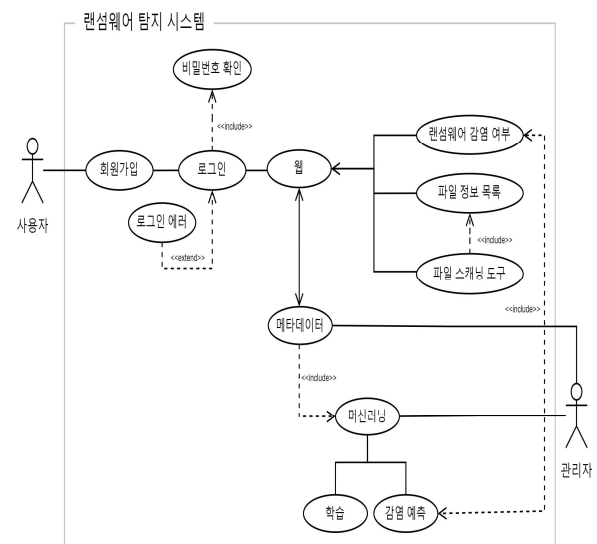 랜섬웨어 탐지 시스템
비밀번호 확인
<<include>>
사용자
회원가입
로그인
웹
랜섬웨어 감염 여부
파일 정보 목록
<<include>>
파일 스캐닝 도구
로그인 에러
<<extend>>
<<include>>
메타데이터
<<include>>
머신러닝
관리자
학습
감염 예측